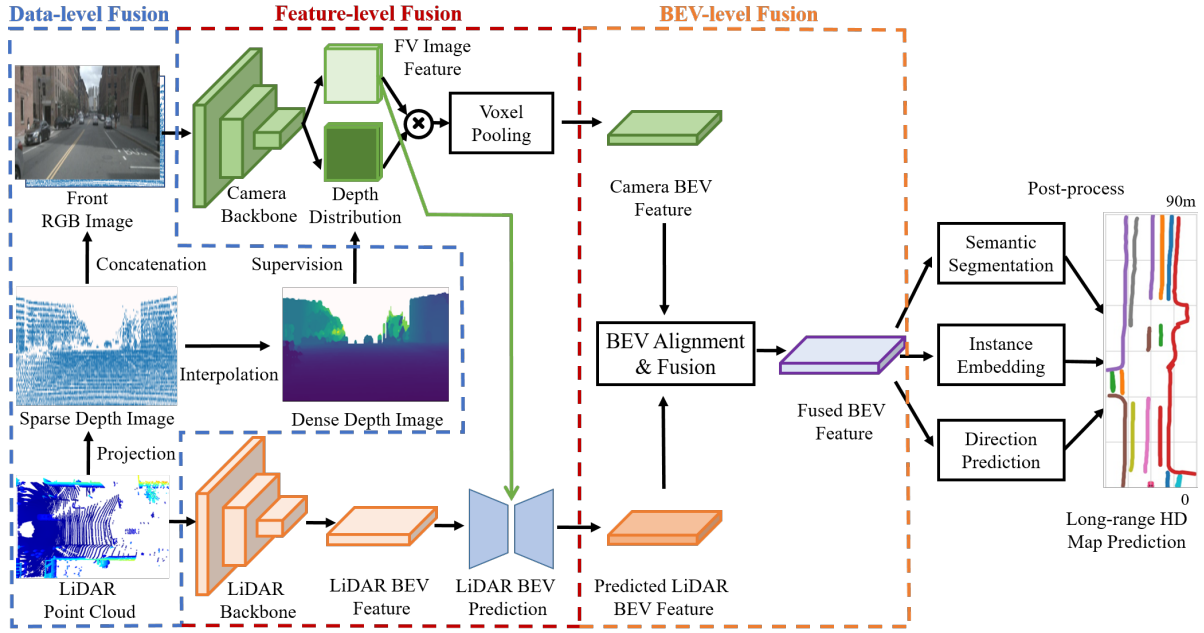 Data-level Fusion
Feature-level Fusion
BEV-level Fusion
FV Image
Feature
Voxel
Pooling
Front
RGB Image
Camera
Backbone
Depth
Distribution
Camera BEV
Feature
Concatenation
Supervision
Interpolation
Sparse Depth Image
Dense Depth Image
Projection
BEV Alignment
& Fusion
Fused BEV
Feature
Semantic
Segmentation
Instance
Embedding
Direction
Prediction
Post-process
90m
0
Long-range HD
Map Prediction
LiDAR
Point Cloud
LiDAR
Backbone
LiDAR BEV
Feature
LiDAR BEV
Prediction
Predicted LiDAR
BEV Feature